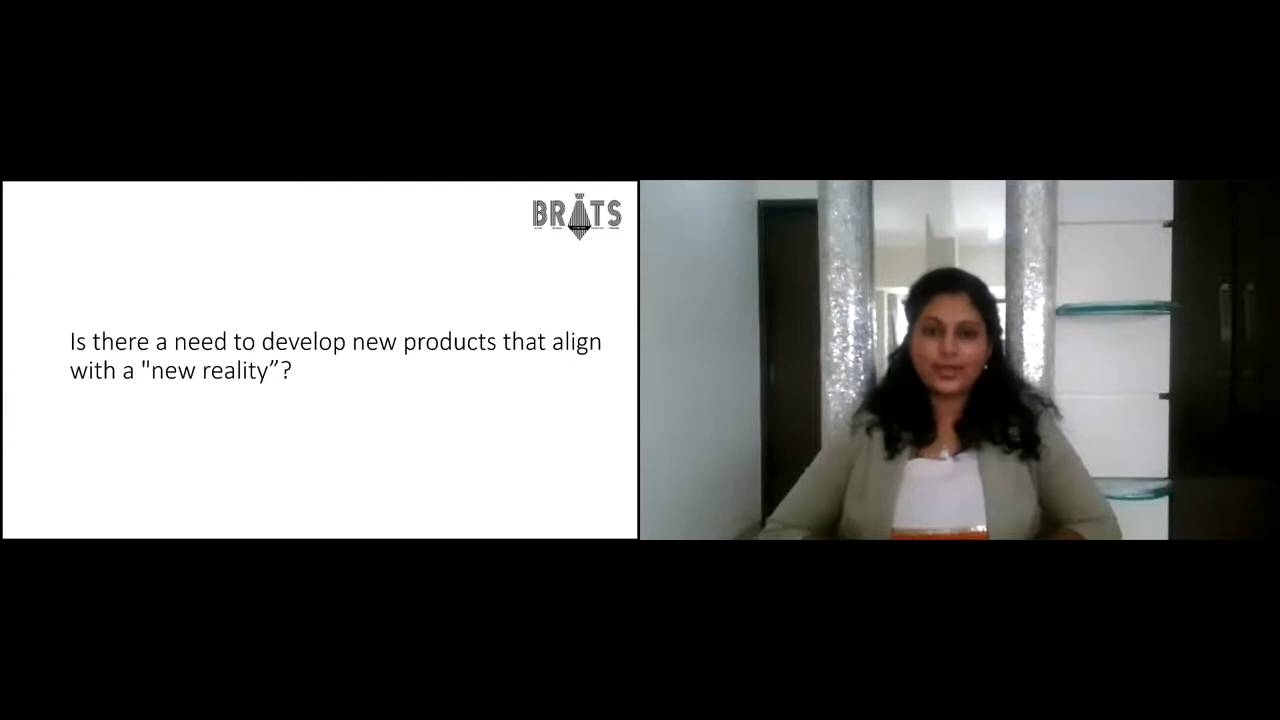 BRATS
Is there a need to develop new products that align
with a "new reality”?